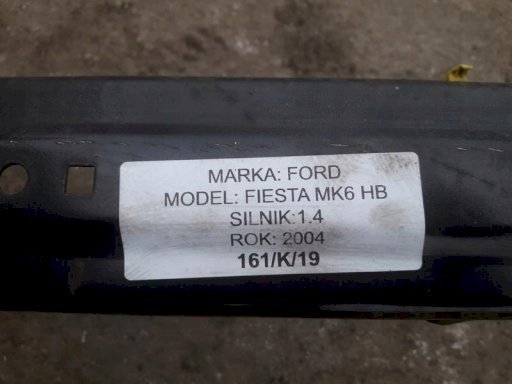 MARKA: FORD
MODEL: FIESTA MK6 HB
SILNIK:1.4
ROK: 2004
161/K/19